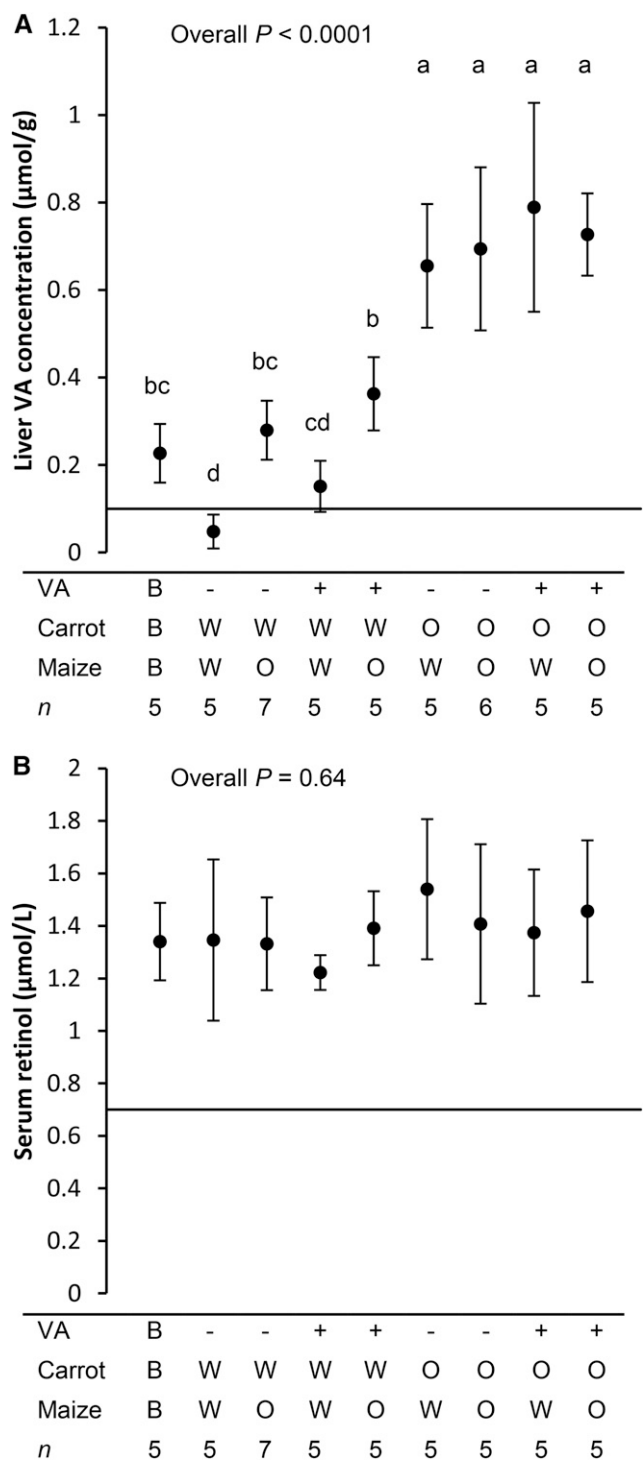 A
Overall P < 0.0001
Liver VA concentration (µmol/g)
1.2
1
0.8
0.6
0.4
0.2
0
bc
d
bc
cd
b
a
a
a
a
VA B - - + + - - + +
Carrot B W W W W O O O O
Maize B W O W O W O W O
n 5 5 7 5 5 5 6 5 5
B
Overall P = 0.64
Serum retinol (µmol/L)
2
1.8
1.6
1.4
1.2
1
0.8
0.6
0.4
0.2
0
VA B - - + + - - + +
Carrot B W W W W O O O O
Maize B W O W O W O W O
n 5 5 7 5 5 5 5 5 5